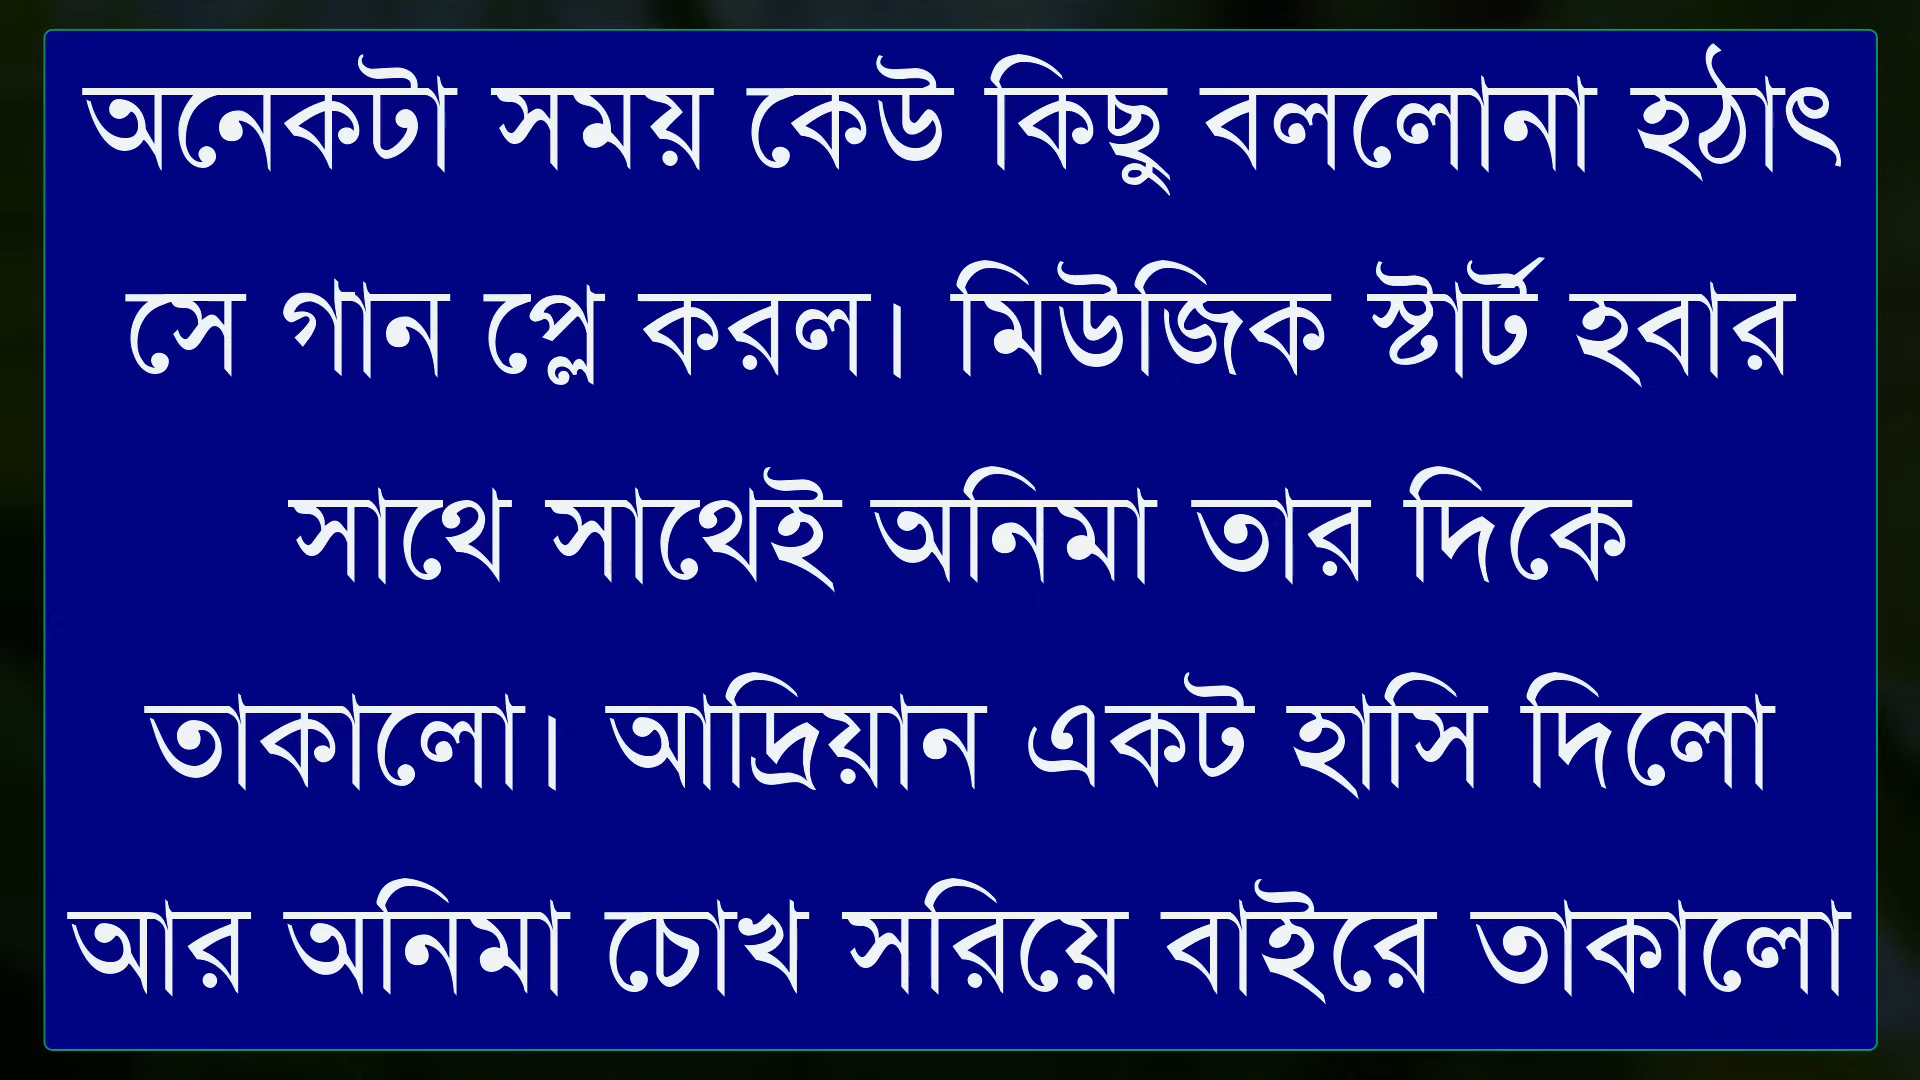 অনেকটা সময় কেউ কিছু বললোনা হঠাৎ
সে গান প্লে করল। মিউজিক স্টার্ট হবার
সাথে সাথেই অনিমা তার দিকে
তাকালো। আদ্রিয়ান একট হাসি দিলো
আর অনিমা চোখ সরিয়ে বাইরে তাকালো